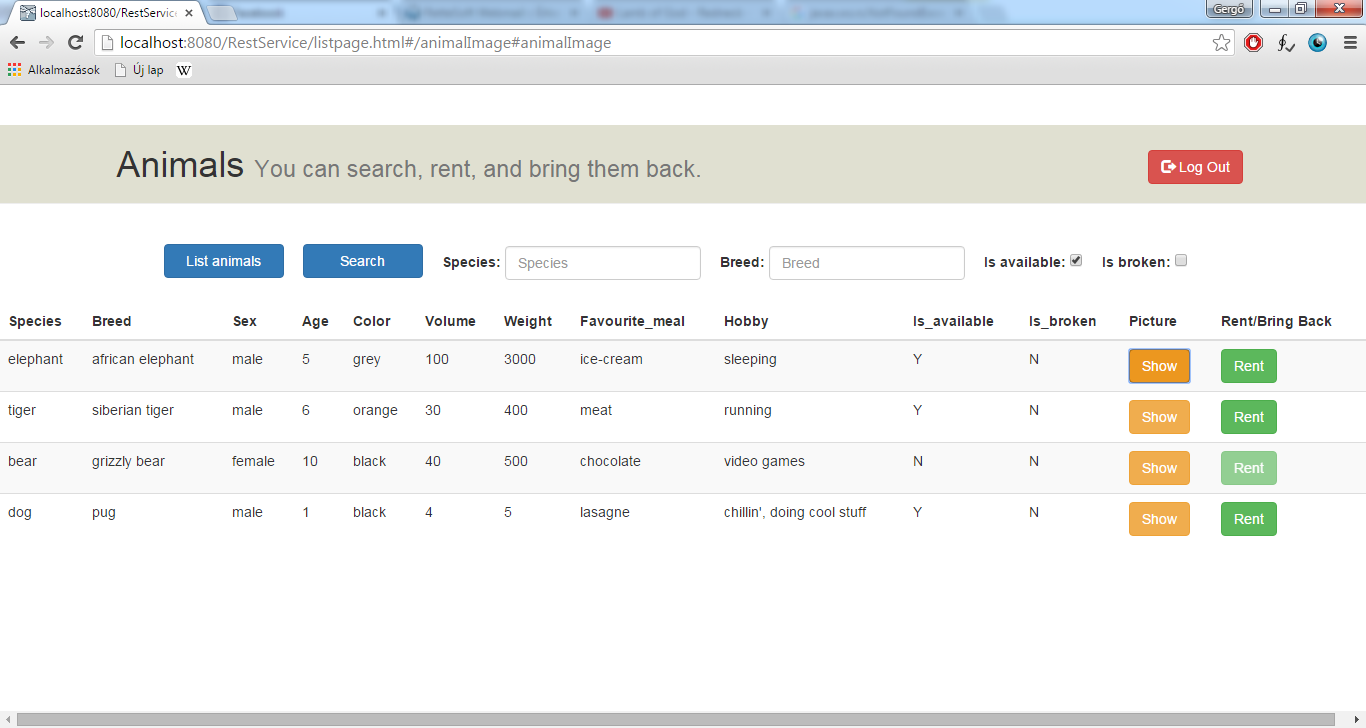 localhost:8080/RestService
Gergő
localhost:8080/RestService/listpage.html#/animalImage#animalImage
Alkalmazások Új lap W
Animals You can search, rent, and bring them back.
Log Out
List animals Search Species: Species Breed: Breed Is available: Is broken:
Species Breed Sex Age Color Volume Weight Favourite_meal Hobby Is_available Is_broken Picture Rent/Bring Back
elephant african elephant male 5 grey 100 3000 ice-cream sleeping Y N Show Rent
tiger siberian tiger male 6 orange 30 400 meat running Y N Show Rent
bear grizzly bear female 10 black 40 500 chocolate video games N N Show Rent
dog pug male 1 black 4 5 lasagne chillin', doing cool stuff Y N Show Rent